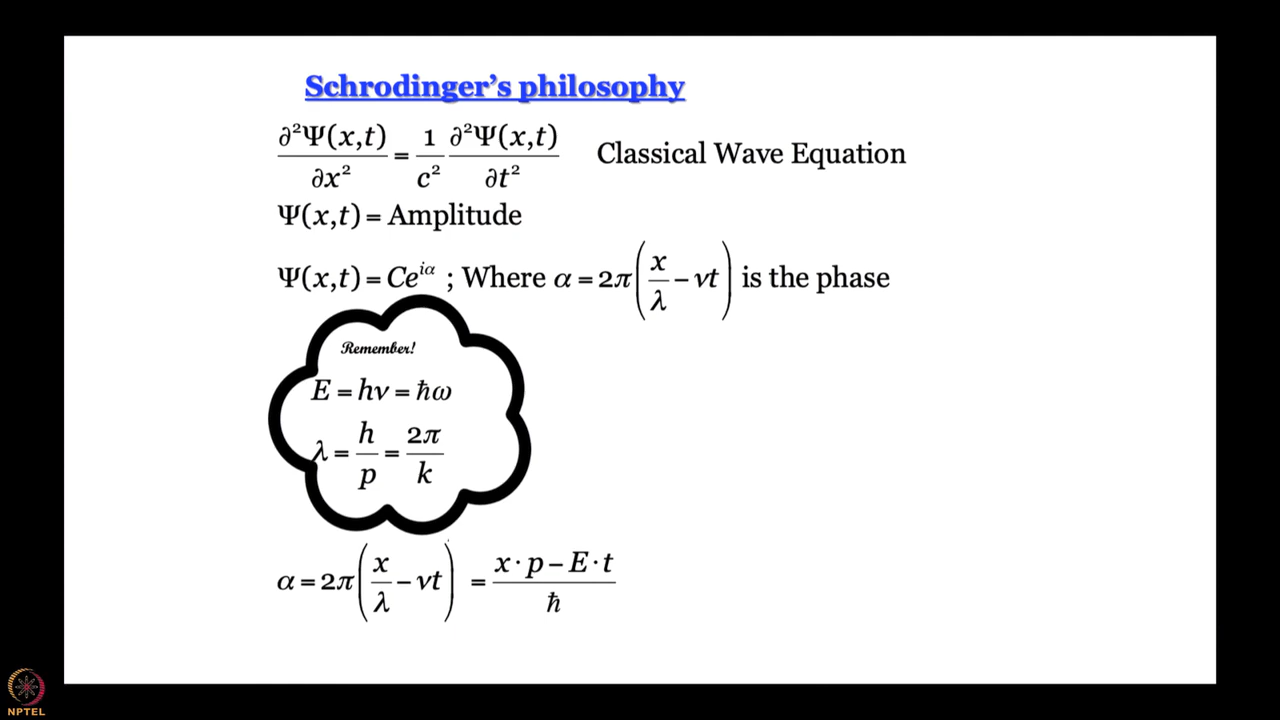 Schrodinger's philosophy
∂²Ψ(x,t)/∂x² = 1/c² ∂²Ψ(x,t)/∂t² Classical Wave Equation
Ψ(x,t) = Amplitude
Ψ(x,t) = Ce^{iα} ; Where α = 2π(x/λ − νt) is the phase
Remember!
E = hν = ħω
λ = h/p = 2π/k
α = 2π(x/λ − νt) = (x·p − E·t)/ħ
NPTEL